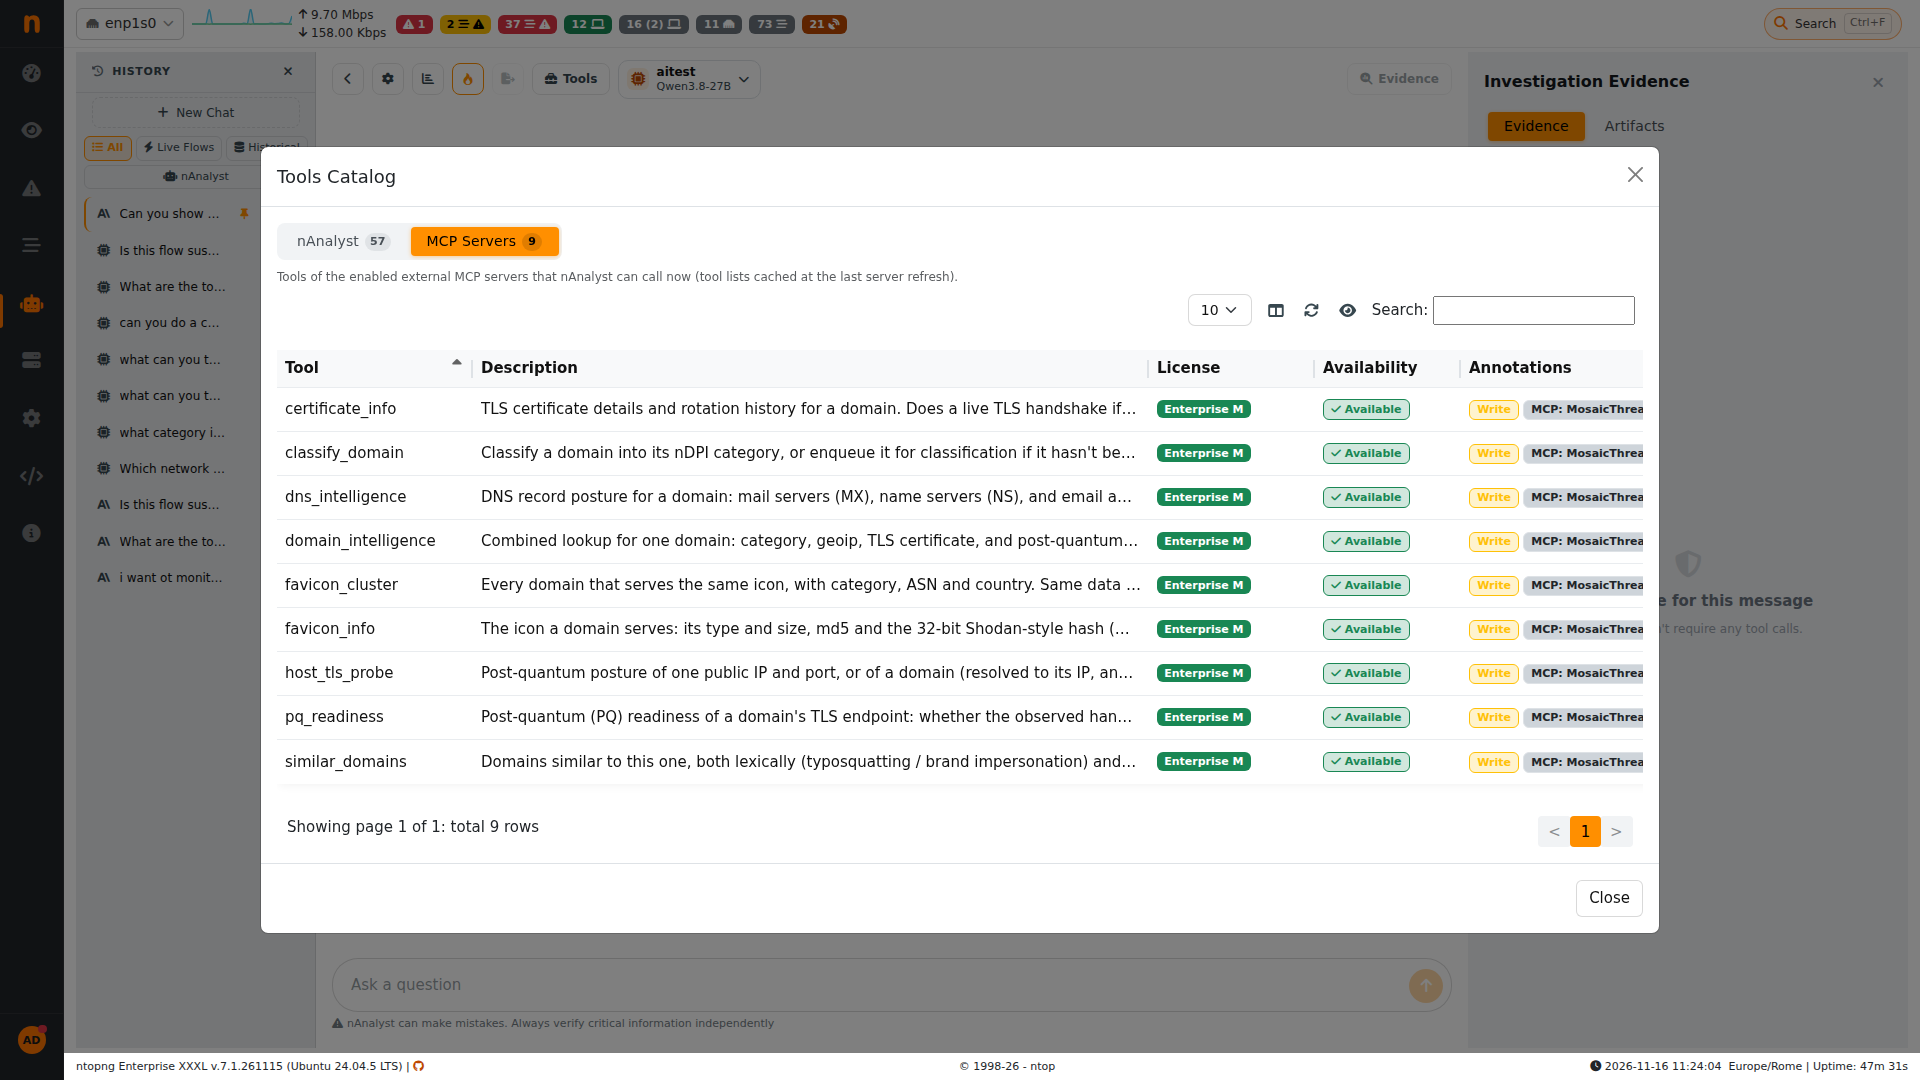 enp1s0
9.70 Mbps
158.00 Kbps
1
2
37
12
16 (2)
11
73
21
Search Ctrl+F
HISTORY
New Chat
All
Live Flows
Historical
nAnalyst
Can you show ...
Is this flow sus...
What are the to...
can you do a c...
what can you t...
what can you t...
what category i...
Which network ...
Is this flow sus...
What are the to...
i want ot monit...
Tools
aitest
Qwen3.8-27B
Evidence
Investigation Evidence
Evidence Artifacts
Tools Catalog
nAnalyst 57
MCP Servers 9
Tools of the enabled external MCP servers that nAnalyst can call now (tool lists cached at the last server refresh).
10
Search:
Tool Description License Availability Annotations
certificate_info TLS certificate details and rotation history for a domain. Does a live TLS handshake if... Enterprise M Available Write MCP: MosaicThrea
classify_domain Classify a domain into its nDPI category, or enqueue it for classification if it hasn't be... Enterprise M Available Write MCP: MosaicThrea
dns_intelligence DNS record posture for a domain: mail servers (MX), name servers (NS), and email a... Enterprise M Available Write MCP: MosaicThrea
domain_intelligence Combined lookup for one domain: category, geoip, TLS certificate, and post-quantum... Enterprise M Available Write MCP: MosaicThrea
favicon_cluster Every domain that serves the same icon, with category, ASN and country. Same data ... Enterprise M Available Write MCP: MosaicThrea
favicon_info The icon a domain serves: its type and size, md5 and the 32-bit Shodan-style hash (... Enterprise M Available Write MCP: MosaicThrea
host_tls_probe Post-quantum posture of one public IP and port, or of a domain (resolved to its IP, an... Enterprise M Available Write MCP: MosaicThrea
pq_readiness Post-quantum (PQ) readiness of a domain's TLS endpoint: whether the observed han... Enterprise M Available Write MCP: MosaicThrea
similar_domains Domains similar to this one, both lexically (typosquatting / brand impersonation) and... Enterprise M Available Write MCP: MosaicThrea
Showing page 1 of 1: total 9 rows
< 1 >
Close
e for this message
't require any tool calls.
Ask a question
nAnalyst can make mistakes. Always verify critical information independently
AD
ntopng Enterprise XXXL v.7.1.261115 (Ubuntu 24.04.5 LTS) |
© 1998-26 - ntop
2026-11-16 11:24:04 Europe/Rome | Uptime: 47m 31s